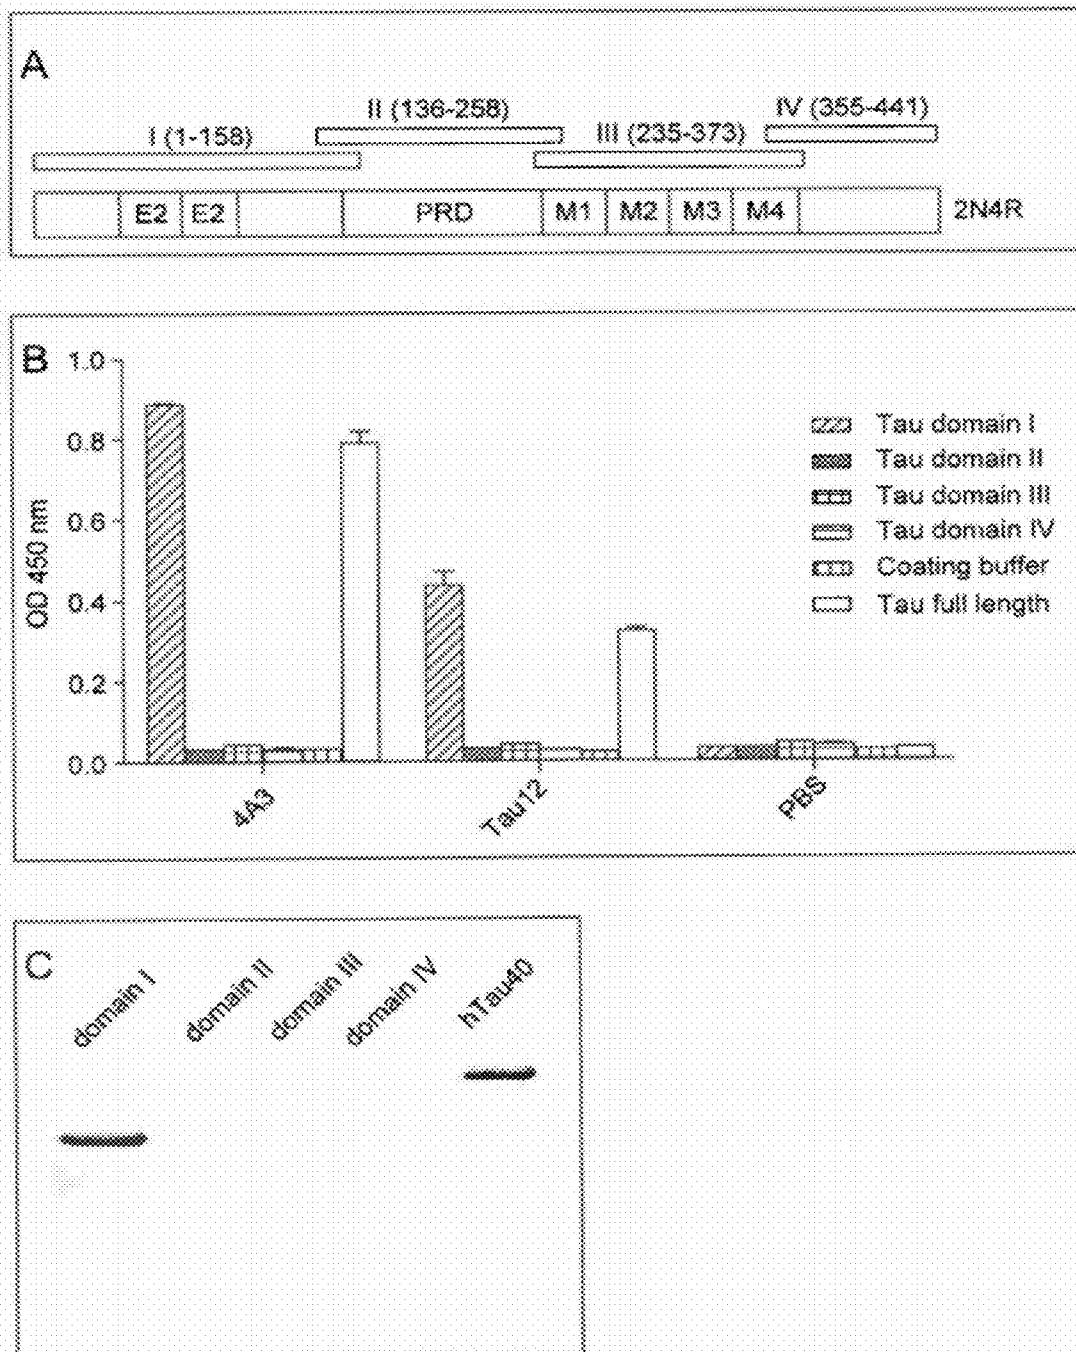 A
I (1-158)
II (136-258)
III (235-373)
IV (355-441)
E2 E2 PRD M1 M2 M3 M4 2N4R
B
OD 450 nm
1.0
0.8
0.6
0.4
0.2
0.0
4A3 Tau12 PBS
Tau domain I
Tau domain II
Tau domain III
Tau domain IV
Coating buffer
Tau full length
C
domain I domain II domain III domain IV hTau40